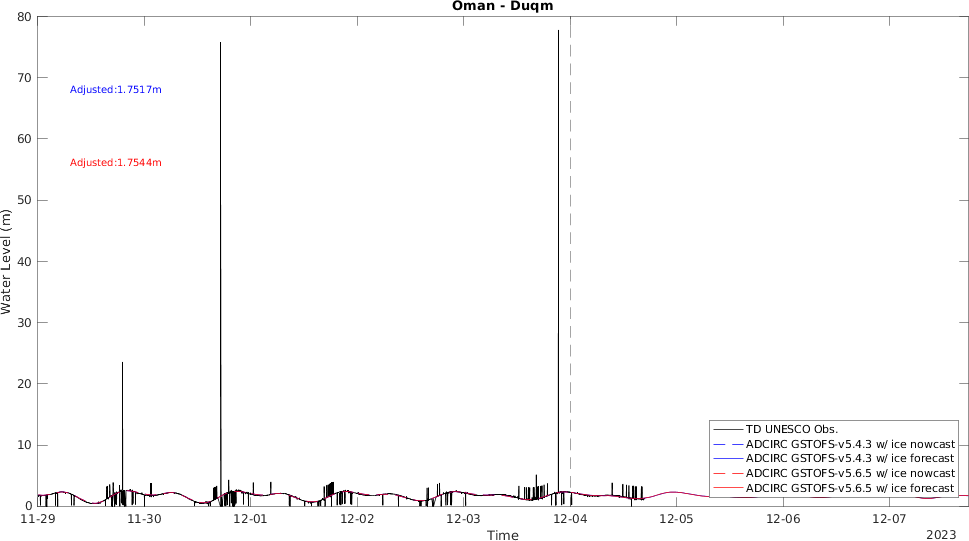 Oman - Duqm
80
70
60
50
40
30
20
10
0
Water Level (m)
Adjusted:1.7517m
Adjusted:1.7544m
TD UNESCO Obs.
ADCIRC GSTOFS-v5.4.3 w/ ice nowcast
ADCIRC GSTOFS-v5.4.3 w/ ice forecast
ADCIRC GSTOFS-v5.6.5 w/ ice nowcast
ADCIRC GSTOFS-v5.6.5 w/ ice forecast
11-29 11-30 12-01 12-02 12-03 12-04 12-05 12-06 12-07
Time
2023